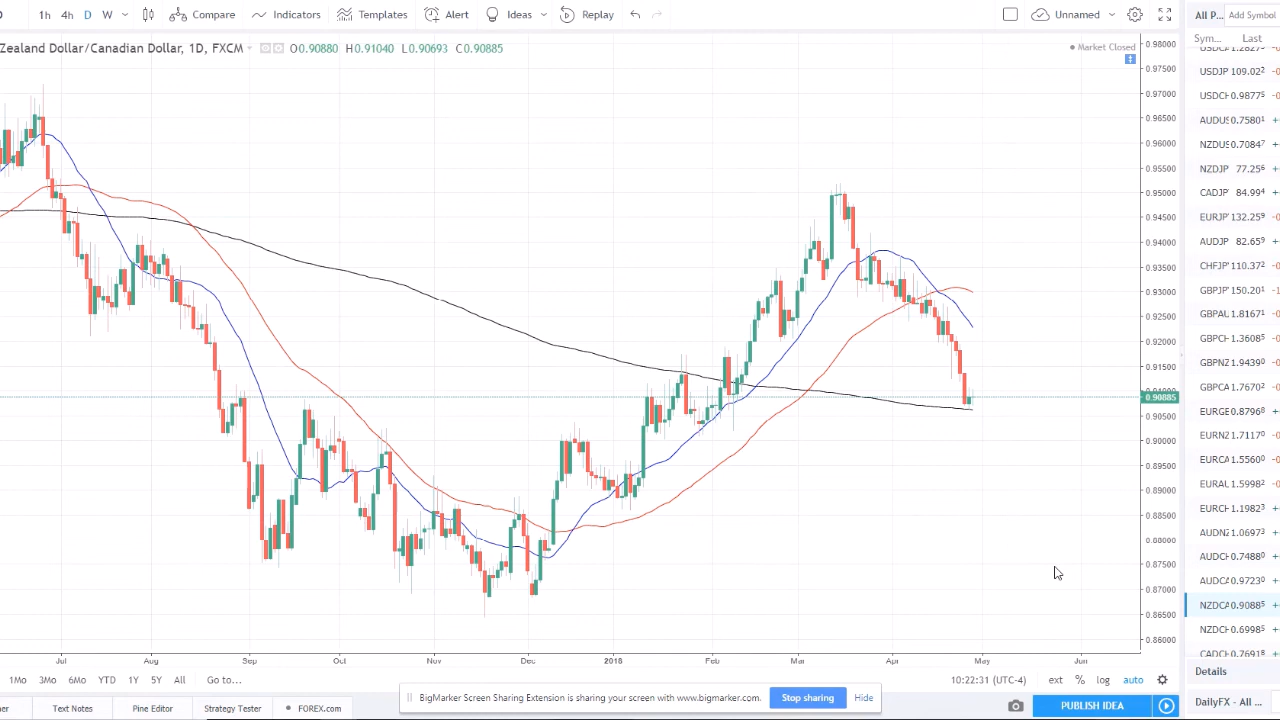 1h 4h D W Compare Indicators Templates Alert Ideas Replay Unnamed
Zealand Dollar/Canadian Dollar, 1D, FXCM O0.90880 H0.91040 L0.90693 C0.90885
Market Closed
0.98000
0.97500
0.97000
0.96500
0.96000
0.95500
0.95000
0.94500
0.94000
0.93500
0.93000
0.92500
0.92000
0.91500
0.91000
0.90885
0.90500
0.90000
0.89500
0.89000
0.88500
0.88000
0.87500
0.87000
0.86500
0.86000
Jul Aug Sep Oct Nov Dec 2018 Feb Mar Apr May Jun
1Mo 3Mo 6Mo YTD 1Y 5Y All Go to...
10:22:31 (UTC-4) ext % log auto
BigMarker Screen Sharing Extension is sharing your screen with www.bigmarker.com. Stop sharing Hide
Text Strategy Tester FOREX.com
PUBLISH IDEA
All P... Add Symbol
Sym... Last
USDJP 109.02²
USDCH 0.9877⁵
AUDUS 0.7580¹
NZDUS 0.7084⁷
NZDJP 77.25⁶
CADJP 84.99⁴
EURJP 132.25⁹
AUDJP 82.65⁹
CHFJP 110.37²
GBPJP 150.20¹
GBPAU 1.8167¹
GBPCH 1.3608⁵
GBPNZ 1.9439⁰
GBPCA 1.7670²
EURGE 0.8796⁸
EURNZ 1.7117⁰
EURCA 1.5560⁰
EURAU 1.5998²
EURCH 1.1982³
AUDNZ 1.0697³
AUDCH 0.7488⁰
AUDCA 0.9723⁰
NZDCA 0.9088⁵
NZDCH 0.6998⁵
CADCH 0.7691⁸
Details
DailyFX - All ...